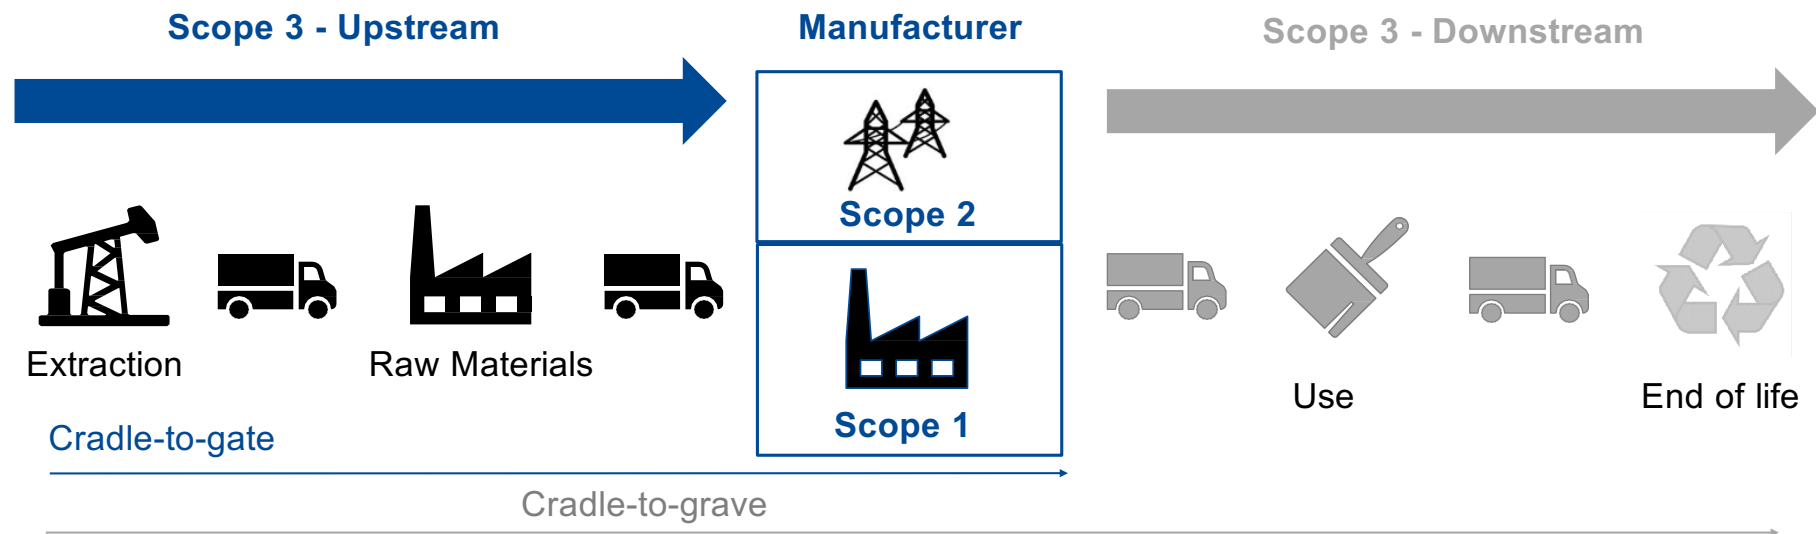 Scope 3 - Upstream
Manufacturer
Scope 3 - Downstream
Scope 2
Extraction
Raw Materials
Scope 1
Use
End of life
Cradle-to-gate
Cradle-to-grave